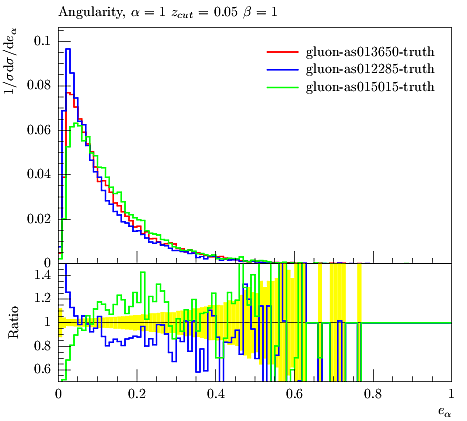 Angularity, α = 1 z_cut = 0.05 β = 1
1/σ dσ/de_α
0.1
0.08
0.06
0.04
0.02
0
gluon-as013650-truth
gluon-as012285-truth
gluon-as015015-truth
Ratio
1.4
1.2
1
0.8
0.6
0 0.2 0.4 0.6 0.8 1
e_α